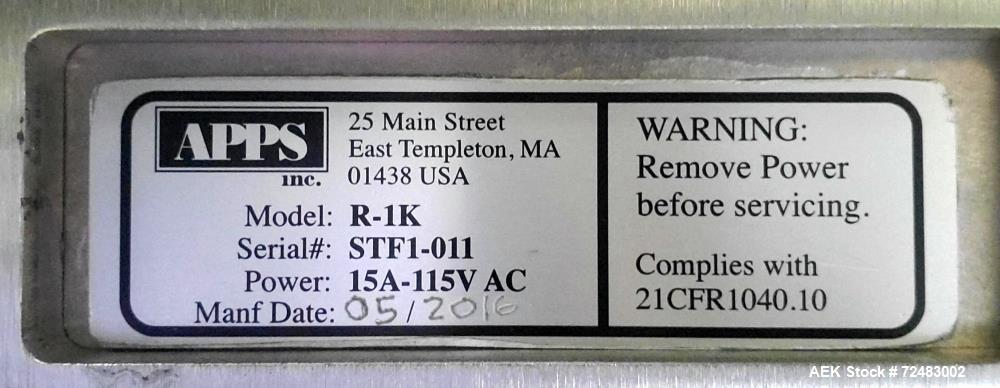 APPS
inc.
25 Main Street
East Templeton, MA
01438 USA
Model: R-1K
Serial#: STF1-011
Power: 15A-115V AC
Manf Date: 05/2016
WARNING:
Remove Power
before servicing.
Complies with
21CFR1040.10
AEK Stock # 72483002